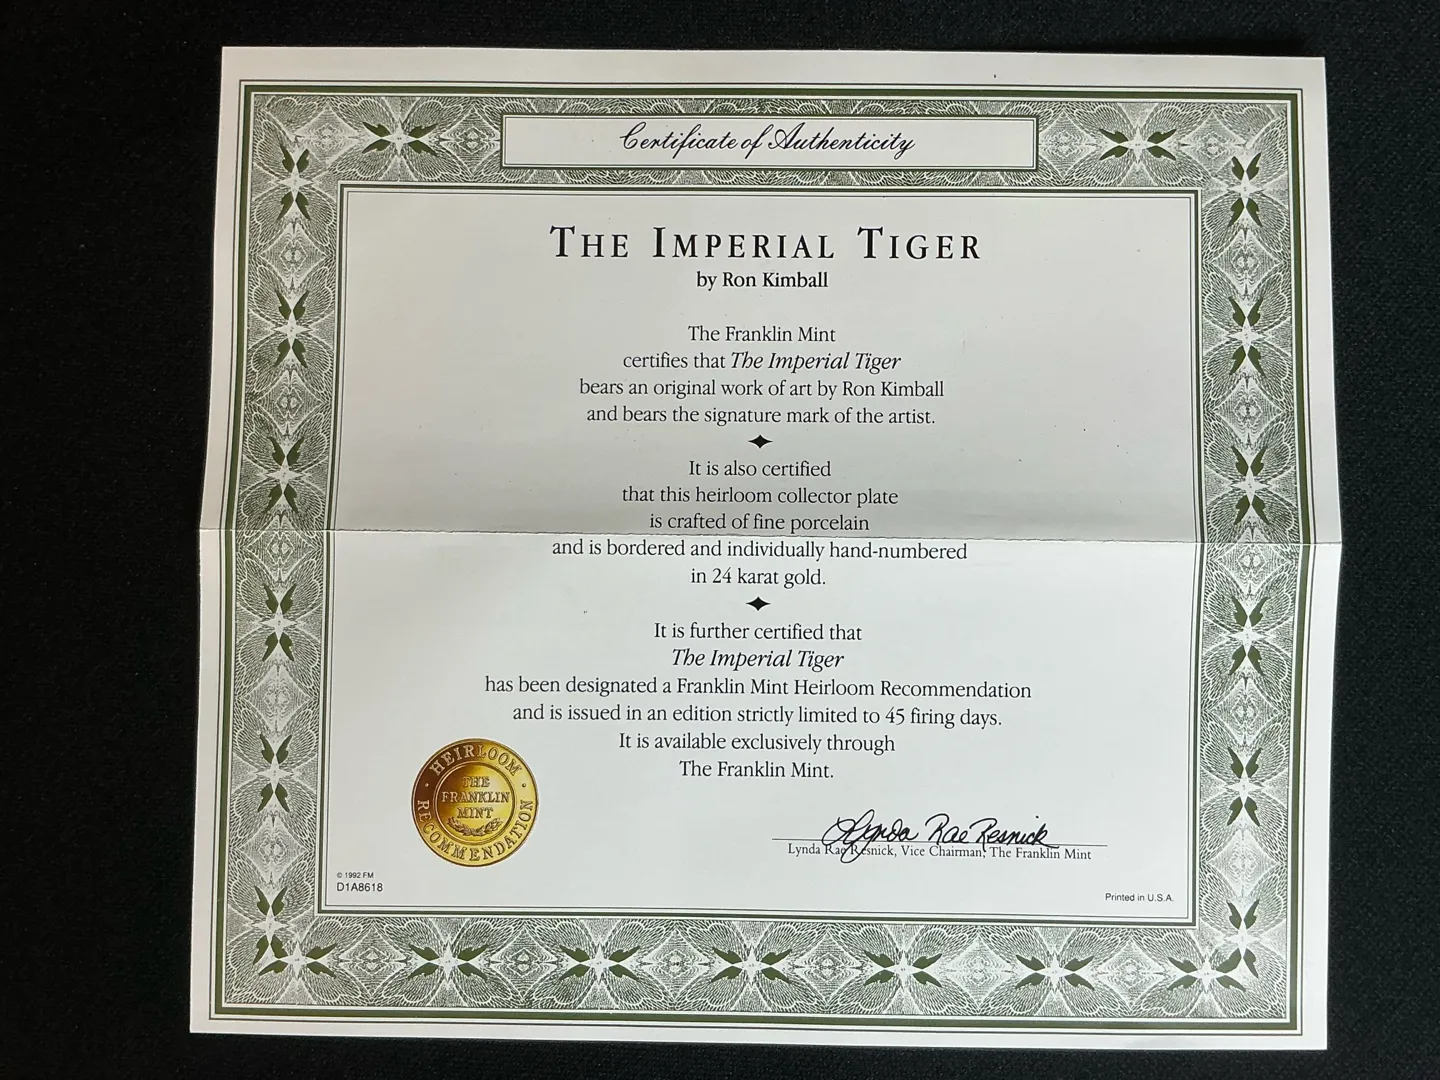 Certificate of Authenticity
THE IMPERIAL TIGER
by Ron Kimball
The Franklin Mint
certifies that The Imperial Tiger
bears an original work of art by Ron Kimball
and bears the signature mark of the artist.
It is also certified
that this heirloom collector plate
is crafted of fine porcelain
and is bordered and individually hand-numbered
in 24 karat gold.
It is further certified that
The Imperial Tiger
has been designated a Franklin Mint Heirloom Recommendation
and is issued in an edition strictly limited to 45 firing days.
It is available exclusively through
The Franklin Mint.
HEIRLOOM
THE
FRANKLIN
MINT
RECOMMENDATION
Lynda Rae Resnick
Lynda Rae Resnick, Vice Chairman, The Franklin Mint
© 1992 FM
D1A8618
Printed in U.S.A.